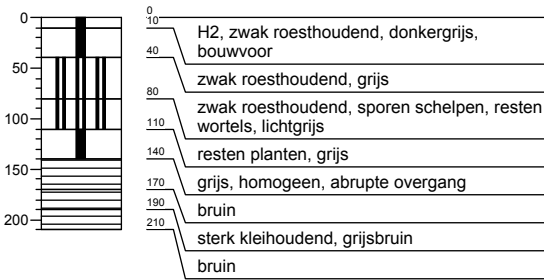 0
50
100
150
200
0
10
H2, zwak roesthoudend, donkergrijs,
bouwvoor
40
zwak roesthoudend, grijs
80
zwak roesthoudend, sporen schelpen, resten
wortels, lichtgrijs
110
resten planten, grijs
140
grijs, homogeen, abrupte overgang
170
bruin
190
sterk kleihoudend, grijsbruin
210
bruin